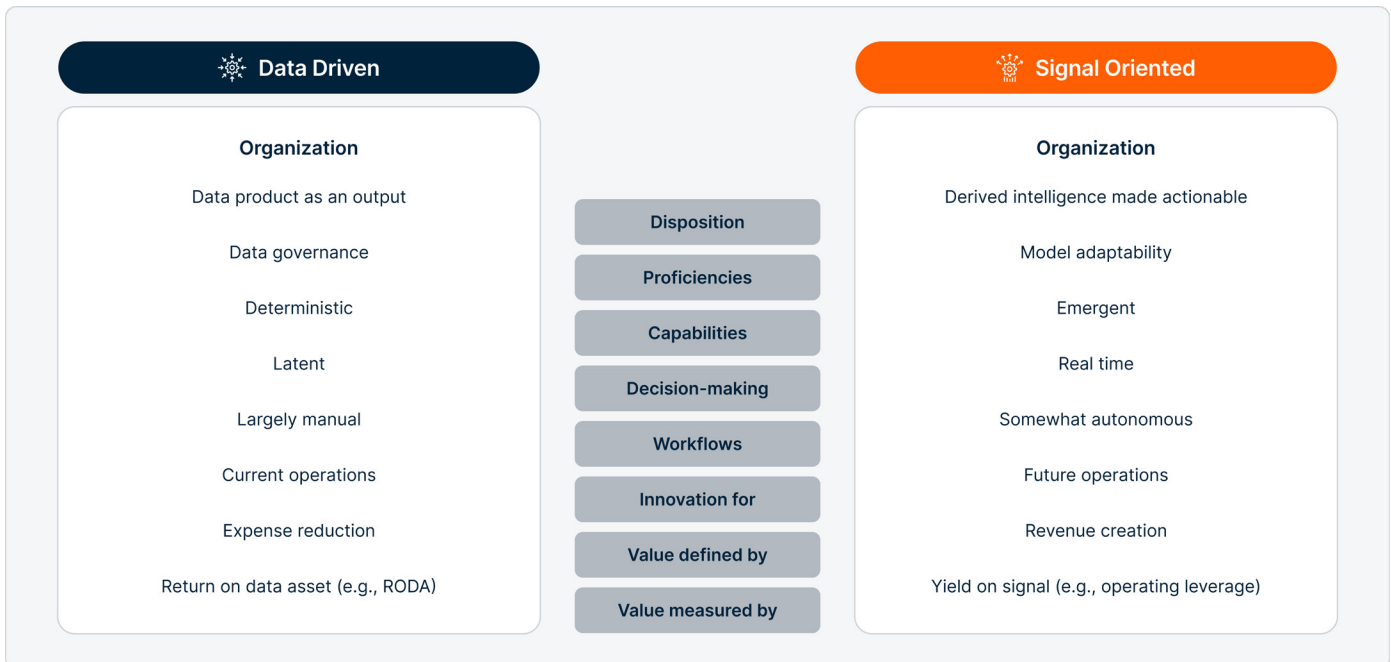 Data Driven
Signal Oriented
Organization
Organization
Data product as an output
Disposition
Derived intelligence made actionable
Data governance
Proficiencies
Model adaptability
Deterministic
Capabilities
Emergent
Latent
Decision-making
Real time
Largely manual
Workflows
Somewhat autonomous
Current operations
Innovation for
Future operations
Expense reduction
Value defined by
Revenue creation
Return on data asset (e.g., RODA)
Value measured by
Yield on signal (e.g., operating leverage)